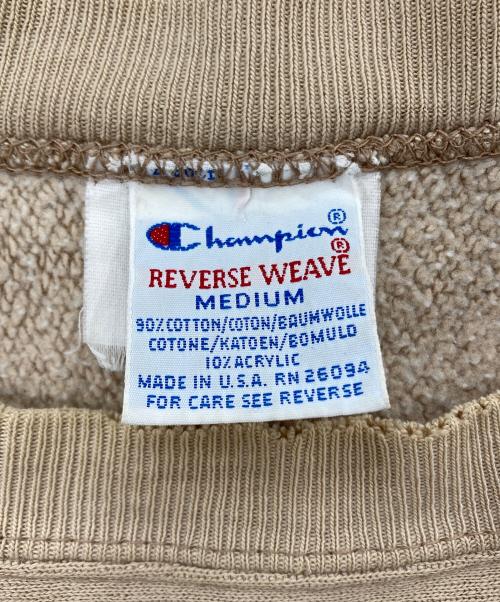 Champion®
REVERSE WEAVE®
MEDIUM
90% COTTON/COTON/BAUMWOLLE
COTONE/KATOEN/BOMULD
10% ACRYLIC
MADE IN U.S.A. RN 26094
FOR CARE SEE REVERSE